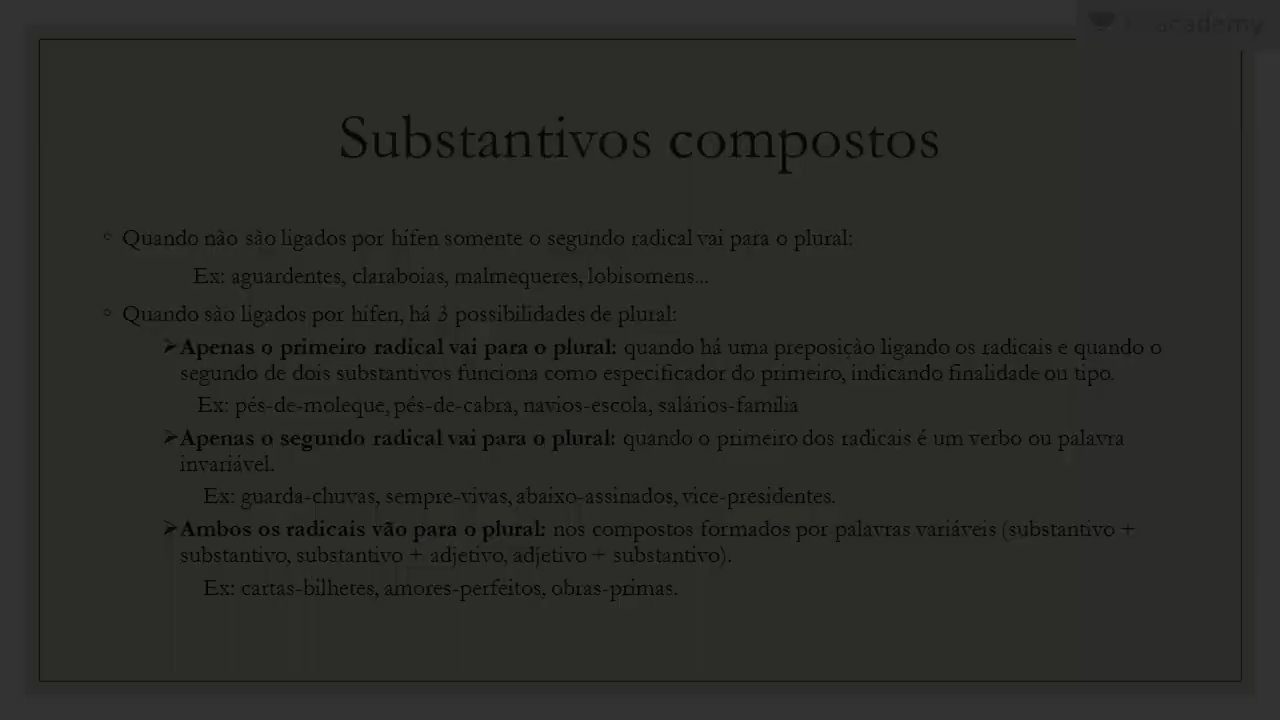 academy
Substantivos compostos
◦ Quando não são ligados por hífen somente o segundo radical vai para o plural:
Ex: aguardentes, claraboias, malmequeres, lobisomens...
◦ Quando são ligados por hífen, há 3 possibilidades de plural:
➢Apenas o primeiro radical vai para o plural: quando há uma preposição ligando os radicais e quando o
segundo de dois substantivos funciona como especificador do primeiro, indicando finalidade ou tipo.
Ex: pés-de-moleque, pés-de-cabra, navios-escola, salários-família
➢Apenas o segundo radical vai para o plural: quando o primeiro dos radicais é um verbo ou palavra
invariável.
Ex: guarda-chuvas, sempre-vivas, abaixo-assinados, vice-presidentes.
➢Ambos os radicais vão para o plural: nos compostos formados por palavras variáveis (substantivo +
substantivo, substantivo + adjetivo, adjetivo + substantivo).
Ex: cartas-bilhetes, amores-perfeitos, obras-primas.